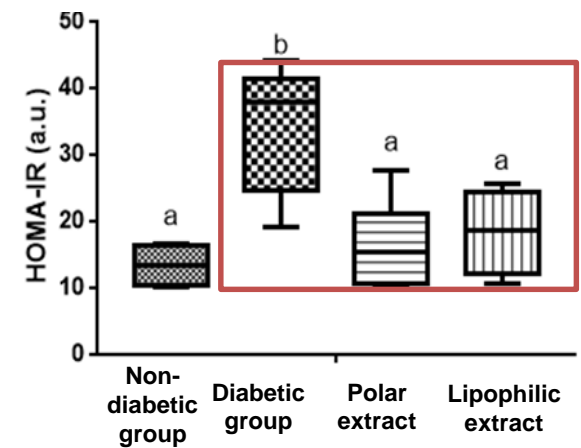 50
40
30
20
10
0
HOMA-IR (a.u.)
a
b
a
a
Non-
diabetic
group
Diabetic
group
Polar
extract
Lipophilic
extract